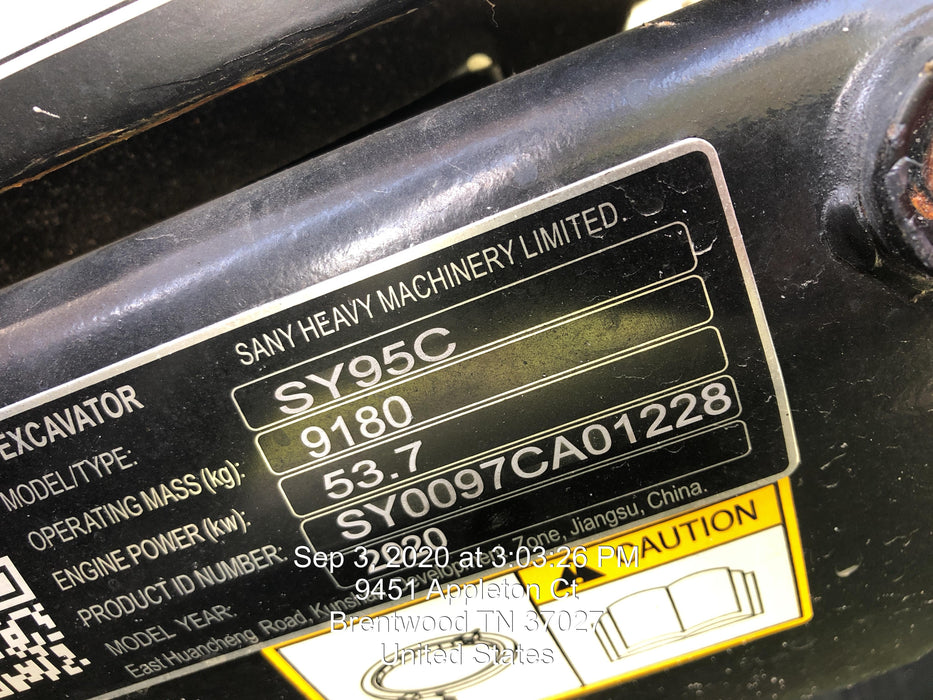 SANY HEAVY MACHINERY LIMITED
EXCAVATOR
MODEL/TYPE: SY95C
OPERATING MASS (kg): 9180
ENGINE POWER (kw): 53.7
PRODUCT ID NUMBER: SY0097CA01228
MODEL YEAR: 2020
East Huancheng Road, Kunshan Zone, Jiangsu, China.
CAUTION
Sep 3, 2020 at 3:03:26 PM
9451 Appleton Ct
Brentwood TN 37027
United States